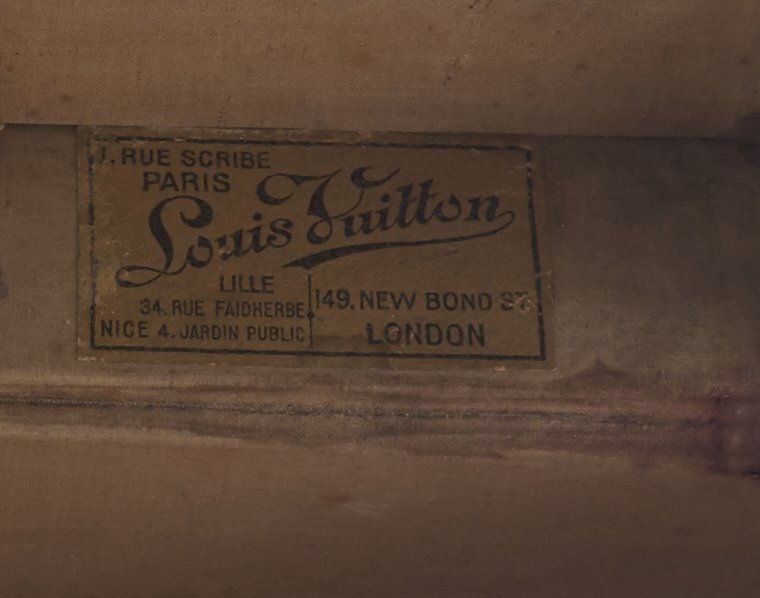 1. RUE SCRIBE
PARIS
Louis Vuitton
LILLE
34. RUE FAIDHERBE
NICE 4. JARDIN PUBLIC
149. NEW BOND ST.
LONDON